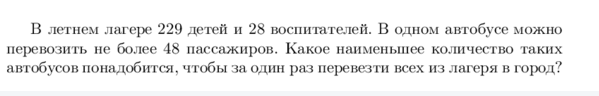 В летнем лагере 229 детей и 28 воспитателей. В одном автобусе можно
перевозить не более 48 пассажиров. Какое наименьшее количество таких
автобусов понадобится, чтобы за один раз перевезти всех из лагеря в город?